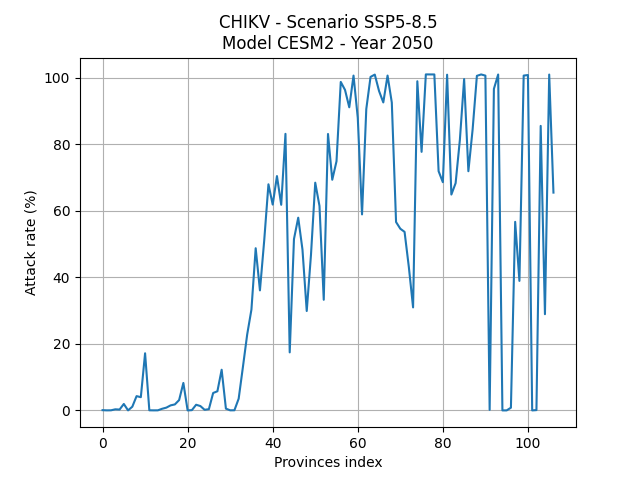 CHIKV - Scenario SSP5-8.5
Model CESM2 - Year 2050
Attack rate (%)
100
80
60
40
20
0
0 20 40 60 80 100
Provinces index